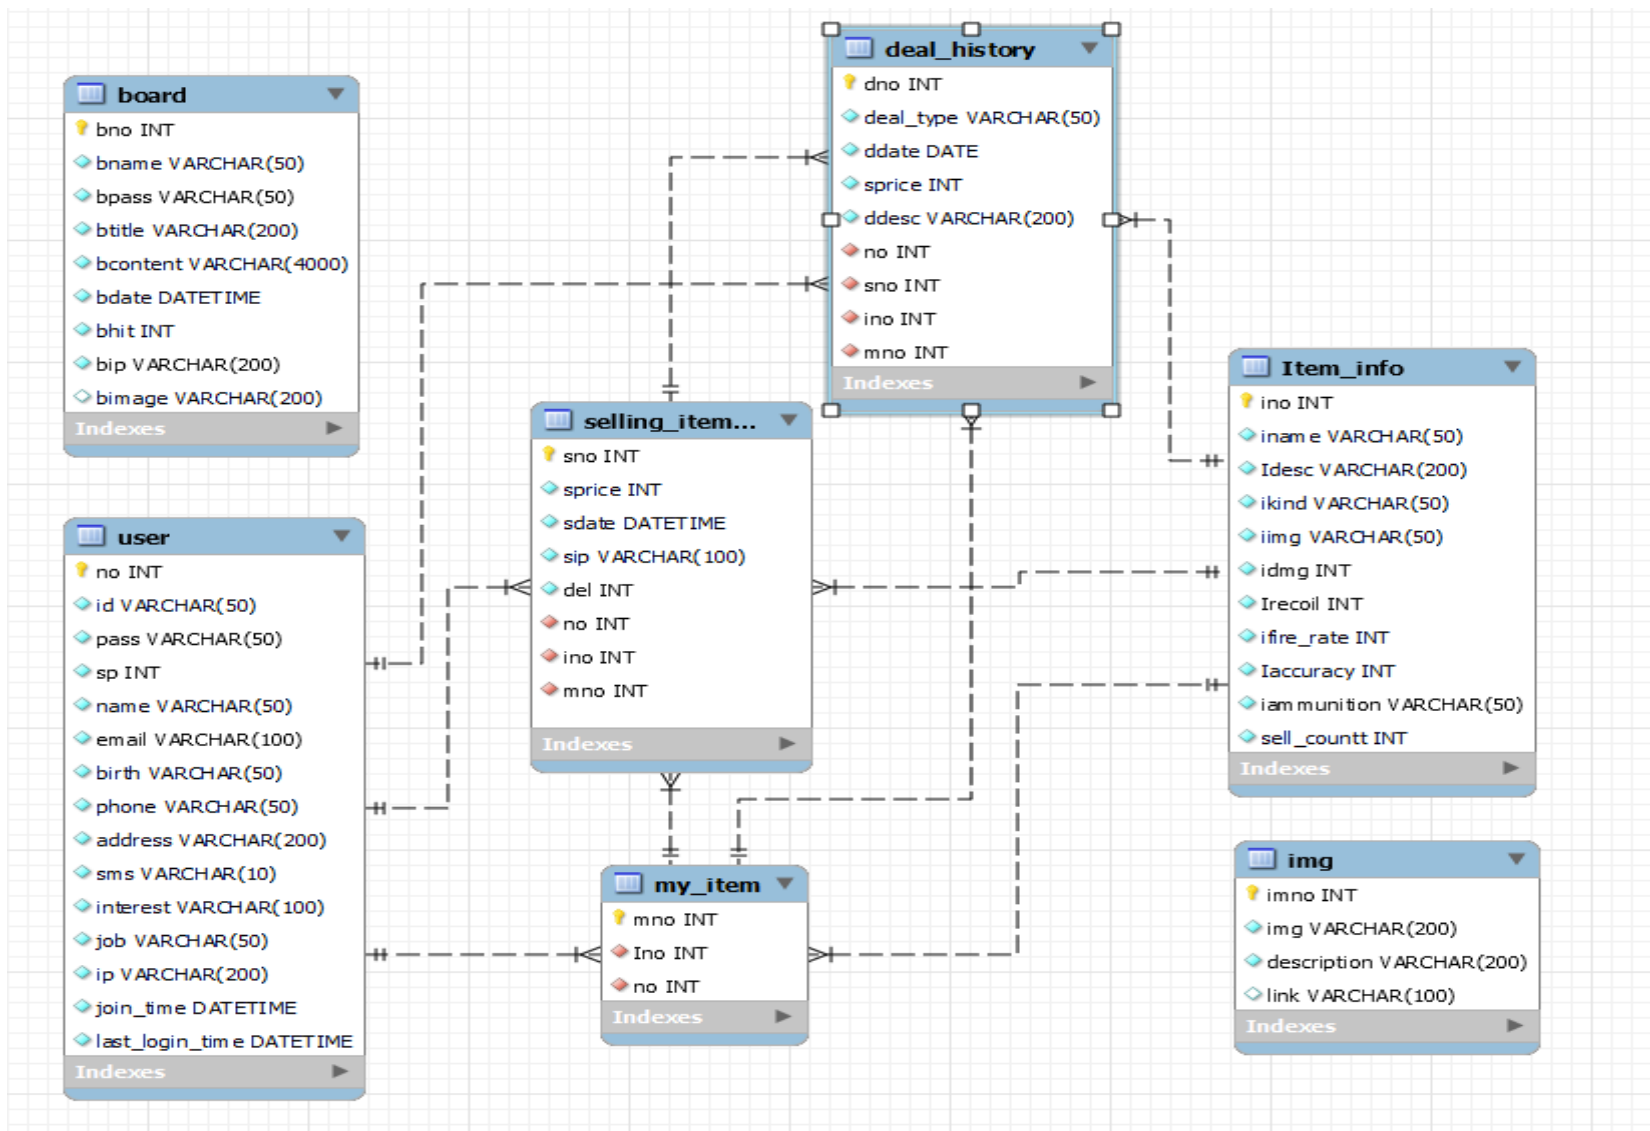 board
bno INT
bname VARCHAR(50)
bpass VARCHAR(50)
btitle VARCHAR(200)
bcontent VARCHAR(4000)
bdate DATETIME
bhit INT
bip VARCHAR(200)
bimage VARCHAR(200)
Indexes
user
no INT
id VARCHAR(50)
pass VARCHAR(50)
sp INT
name VARCHAR(50)
email VARCHAR(100)
birth VARCHAR(50)
phone VARCHAR(50)
address VARCHAR(200)
sms VARCHAR(10)
interest VARCHAR(100)
job VARCHAR(50)
ip VARCHAR(200)
join_time DATETIME
last_login_time DATETIME
Indexes
selling_item...
sno INT
sprice INT
sdate DATETIME
sip VARCHAR(100)
del INT
no INT
ino INT
mno INT
Indexes
my_item
mno INT
Ino INT
no INT
Indexes
deal_history
dno INT
deal_type VARCHAR(50)
ddate DATE
sprice INT
ddesc VARCHAR(200)
no INT
sno INT
ino INT
mno INT
Indexes
Item_info
ino INT
iname VARCHAR(50)
Idesc VARCHAR(200)
ikind VARCHAR(50)
iimg VARCHAR(50)
idmg INT
Irecoil INT
ifire_rate INT
Iaccuracy INT
iammunition VARCHAR(50)
sell_countt INT
Indexes
img
imno INT
img VARCHAR(200)
description VARCHAR(200)
link VARCHAR(100)
Indexes